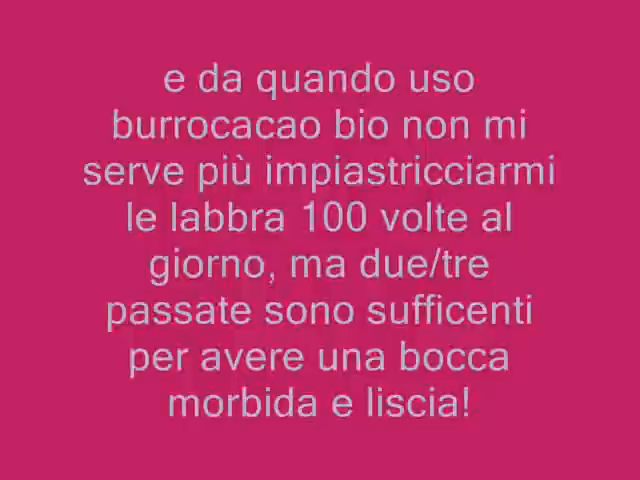 e da quando uso
burrocacao bio non mi
serve più impiastricciarmi
le labbra 100 volte al
giorno, ma due/tre
passate sono sufficenti
per avere una bocca
morbida e liscia!